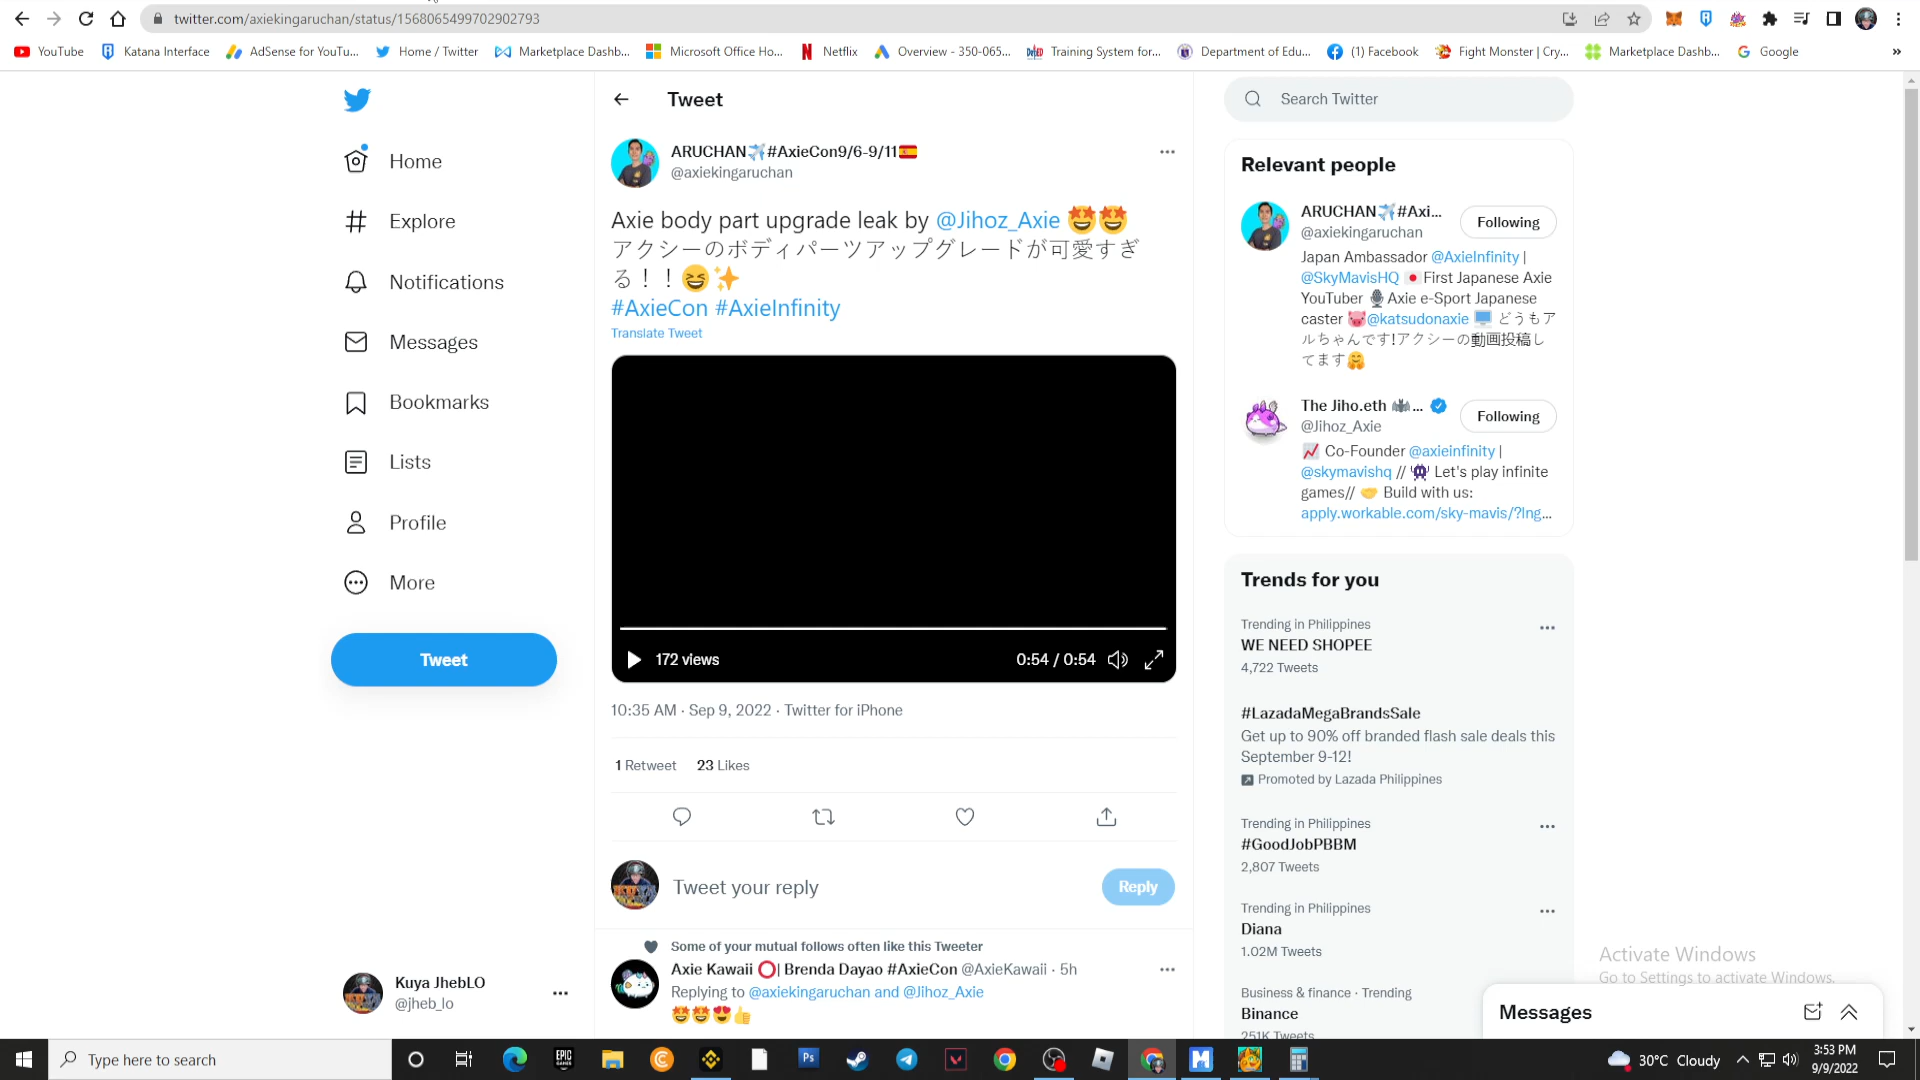 twitter.com/axiekingaruchan/status/1568065499702902793
YouTube
Katana Interface
AdSense for YouTu...
Home / Twitter
Marketplace Dashb...
Microsoft Office Ho...
Netflix
Overview - 350-065...
Training System for...
Department of Edu...
(1) Facebook
Fight Monster | Cry...
Marketplace Dashb...
Google
»
Home
Explore
Notifications
Messages
Bookmarks
Lists
Profile
More
Tweet
Kuya JhebLO
@jheb_lo
Tweet
ARUCHAN✈️#AxieCon9/6-9/11🇪🇸
@axiekingaruchan
Axie body part upgrade leak by @Jihoz_Axie 🤩🤩
アクシーのボディパーツアップグレードが可愛すぎ
る！！😆✨
#AxieCon #AxieInfinity
Translate Tweet
172 views
0:54 / 0:54
10:35 AM · Sep 9, 2022 · Twitter for iPhone
1 Retweet 23 Likes
Tweet your reply
Reply
Some of your mutual follows often like this Tweeter
Axie Kawaii ⭕| Brenda Dayao #AxieCon @AxieKawaii · 5h
Replying to @axiekingaruchan and @Jihoz_Axie
🤩🤩😍👍
Search Twitter
Relevant people
ARUCHAN✈️#Axi...
@axiekingaruchan
Following
Japan Ambassador @AxieInfinity |
@SkyMavisHQ 🇯🇵First Japanese Axie
YouTuber 🎙️Axie e-Sport Japanese
caster 🐷@katsudonaxie 🖥️ どうもア
ルちゃんです!アクシーの動画投稿し
てます🤗
The Jiho.eth 🦇...
@Jihoz_Axie
Following
📈 Co-Founder @axieinfinity |
@skymavishq // 👾 Let's play infinite
games// 🤝 Build with us:
apply.workable.com/sky-mavis/?lng...
Trends for you
Trending in Philippines
WE NEED SHOPEE
4,722 Tweets
#LazadaMegaBrandsSale
Get up to 90% off branded flash sale deals this
September 9-12!
Promoted by Lazada Philippines
Trending in Philippines
#GoodJobPBBM
2,807 Tweets
Trending in Philippines
Diana
1.02M Tweets
Business & finance · Trending
Binance
251K Tweets
Activate Windows
Go to Settings to activate Windows.
Messages
Type here to search
EPIC GAMES
Ps
30°C Cloudy
3:53 PM
9/9/2022